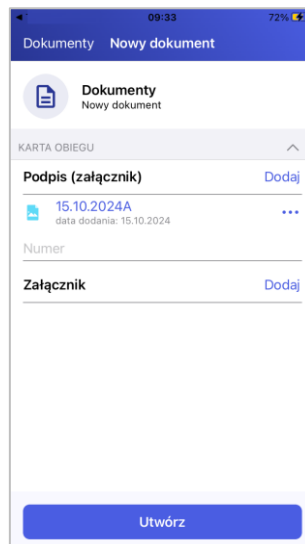 09:33 72%
Dokumenty Nowy dokument
Dokumenty
Nowy dokument
KARTA OBIEGU
Podpis (załącznik) Dodaj
15.10.2024A
data dodania: 15.10.2024
Numer
Załącznik Dodaj
Utwórz